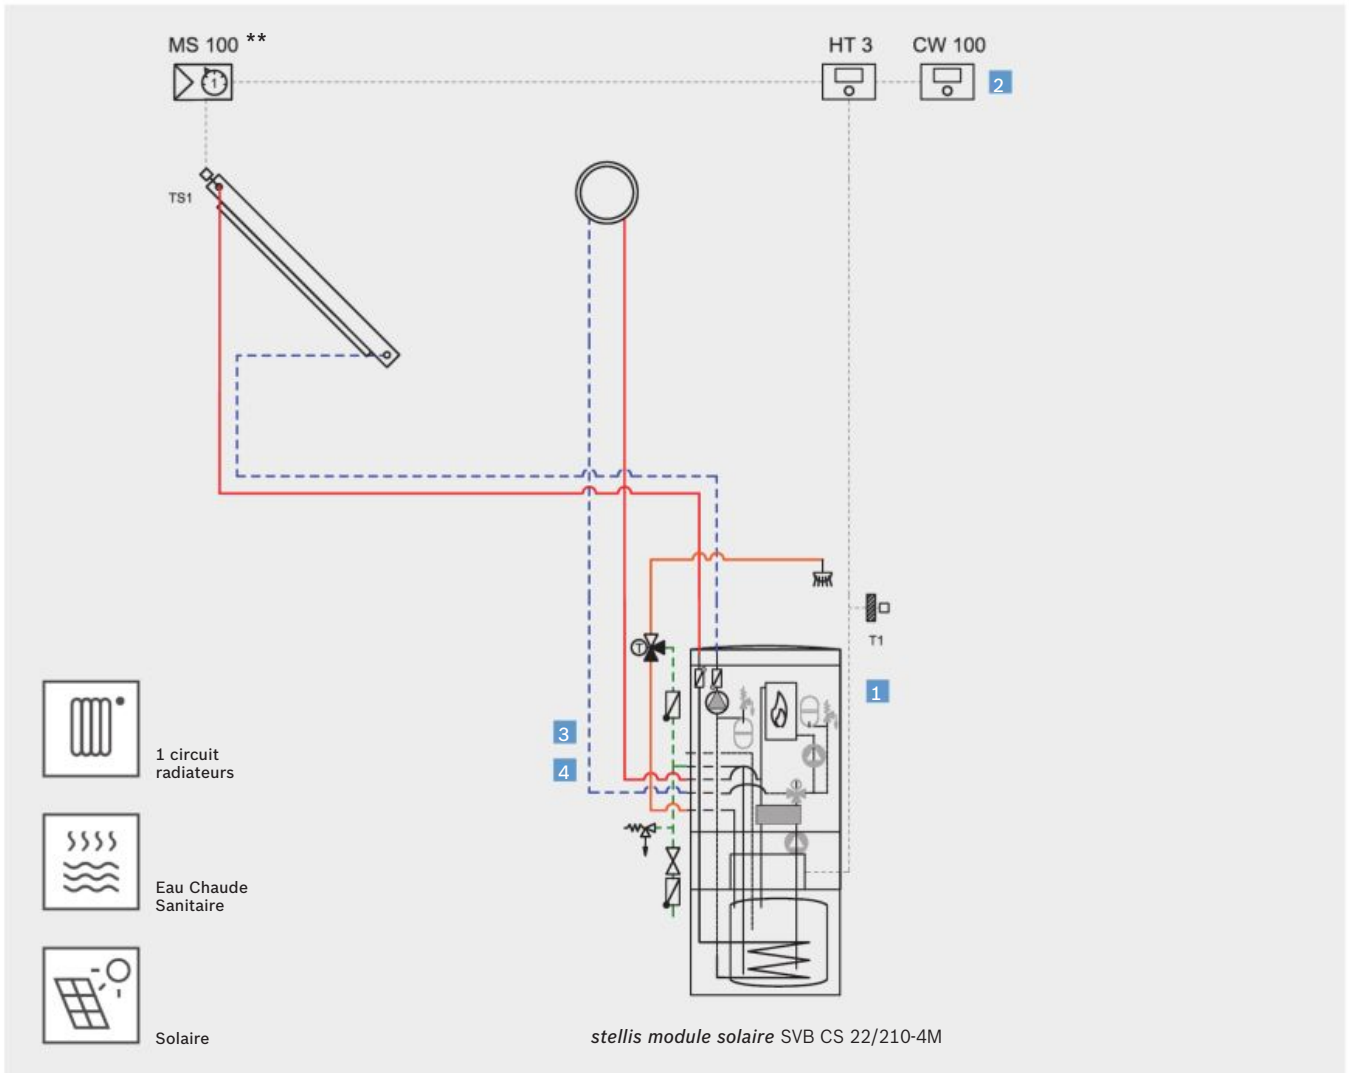 MS 100 **
HT 3
CW 100
1
2
TS1
T
T1
1
3
4
1 circuit
radiateurs
Eau Chaude
Sanitaire
Solaire
stellis module solaire SVB CS 22/210-4M